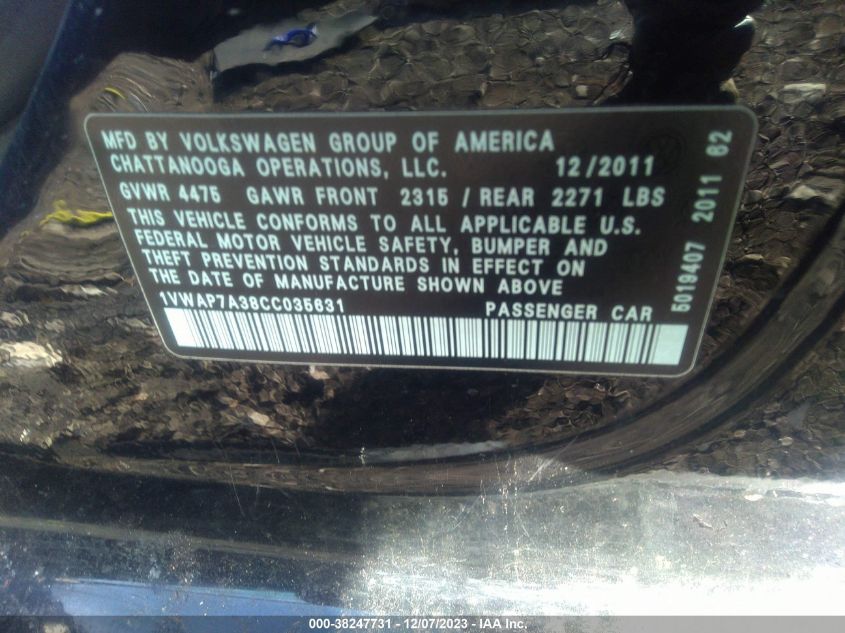 MFD BY VOLKSWAGEN GROUP OF AMERICA
CHATTANOOGA OPERATIONS, LLC. 12/2011
GVWR 4475 GAWR FRONT 2315 / REAR 2271 LBS
THIS VEHICLE CONFORMS TO ALL APPLICABLE U.S.
FEDERAL MOTOR VEHICLE SAFETY, BUMPER AND
THEFT PREVENTION STANDARDS IN EFFECT ON
THE DATE OF MANUFACTURE SHOWN ABOVE
1VWAP7A38CC035631 PASSENGER CAR
5019407 2011 62
000-38247731 - 12/07/2023 - IAA Inc.